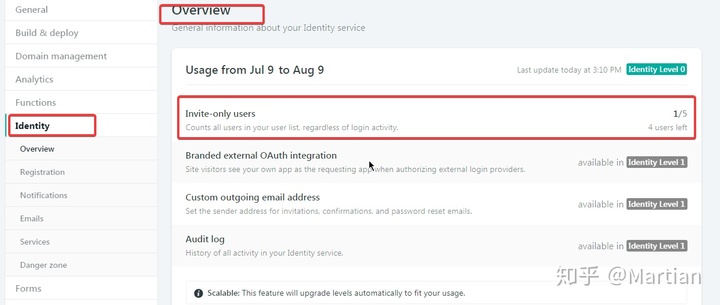 General
Build & deploy
Domain management
Analytics
Functions
Identity
Overview
Registration
Notifications
Emails
Services
Danger zone
Forms
Overview
General information about your Identity service
Usage from Jul 9 to Aug 9
Last update today at 3:10 PM Identity Level 0
Invite-only users
1/5
Counts all users in your user list, regardless of login activity.
4 users left
Branded external OAuth integration
Site visitors see your own app as the requesting app when authorizing external login providers.
available in Identity Level 1
Custom outgoing email address
Set the sender address for invitations, confirmations, and password reset emails.
available in Identity Level 1
Audit log
History of all activity in your Identity service.
available in Identity Level 1
Scalable: This feature will upgrade levels automatically to fit your usage.
知乎 @Martian